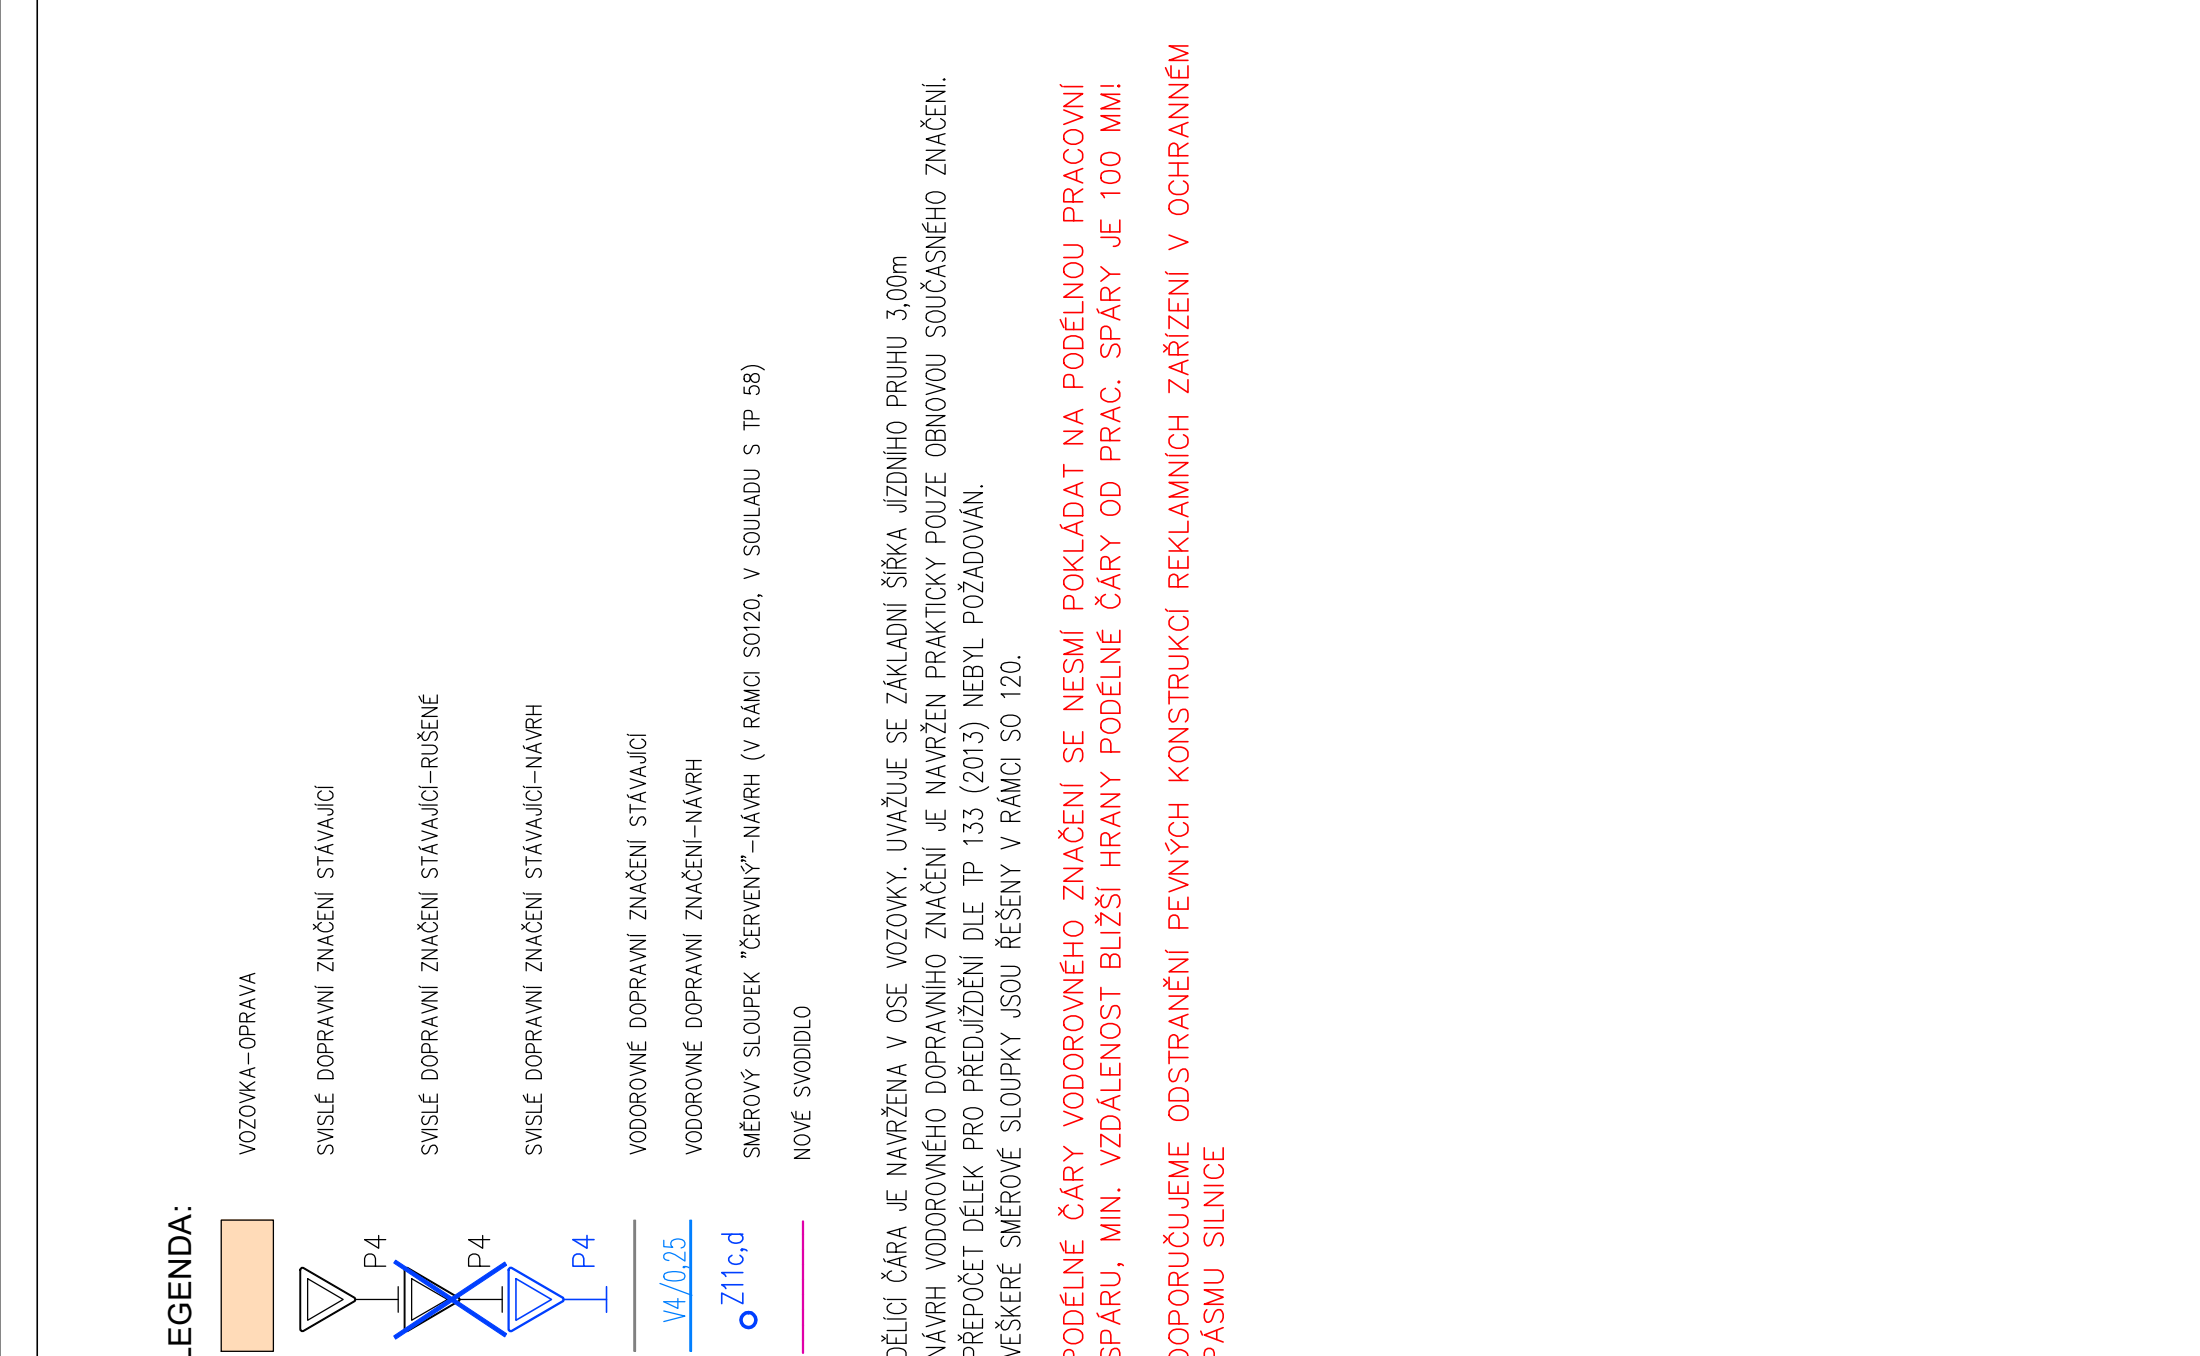 LEGENDA:
VOZOVKA-OPRAVA
P4 SVISLÉ DOPRAVNÍ ZNAČENÍ STÁVAJÍCÍ
P4 SVISLÉ DOPRAVNÍ ZNAČENÍ STÁVAJÍCÍ-RUŠENÉ
P4 SVISLÉ DOPRAVNÍ ZNAČENÍ STÁVAJÍCÍ-NÁVRH
VODOROVNÉ DOPRAVNÍ ZNAČENÍ STÁVAJÍCÍ
V4/0,25 VODOROVNÉ DOPRAVNÍ ZNAČENÍ-NÁVRH
Z11c,d SMĚROVÝ SLOUPEK "ČERVENÝ"-NÁVRH (V RÁMCI SO120, V SOULADU S TP 58)
NOVÉ SVODIDLO
DĚLÍCÍ ČÁRA JE NAVRŽENA V OSE VOZOVKY. UVAŽUJE SE ZÁKLADNÍ ŠÍŘKA JÍZDNÍHO PRUHU 3,00m
NÁVRH VODOROVNÉHO DOPRAVNÍHO ZNAČENÍ JE NAVRŽEN PRAKTICKY POUZE OBNOVOU SOUČASNÉHO ZNAČENÍ.
PŘEPOČET DÉLEK PRO PŘEDJÍŽDĚNÍ DLE TP 133 (2013) NEBYL POŽADOVÁN.
VEŠKERÉ SMĚROVÉ SLOUPKY JSOU ŘEŠENY V RÁMCI SO 120.
PODÉLNÉ ČÁRY VODOROVNÉHO ZNAČENÍ SE NESMÍ POKLÁDAT NA PODÉLNOU PRACOVNÍ
SPÁRU, MIN. VZDÁLENOST BLIŽŠÍ HRANY PODÉLNÉ ČÁRY OD PRAC. SPÁRY JE 100 MM!
DOPORUČUJEME ODSTRANĚNÍ PEVNÝCH KONSTRUKCÍ REKLAMNÍCH ZAŘÍZENÍ V OCHRANNÉM
PÁSMU SILNICE